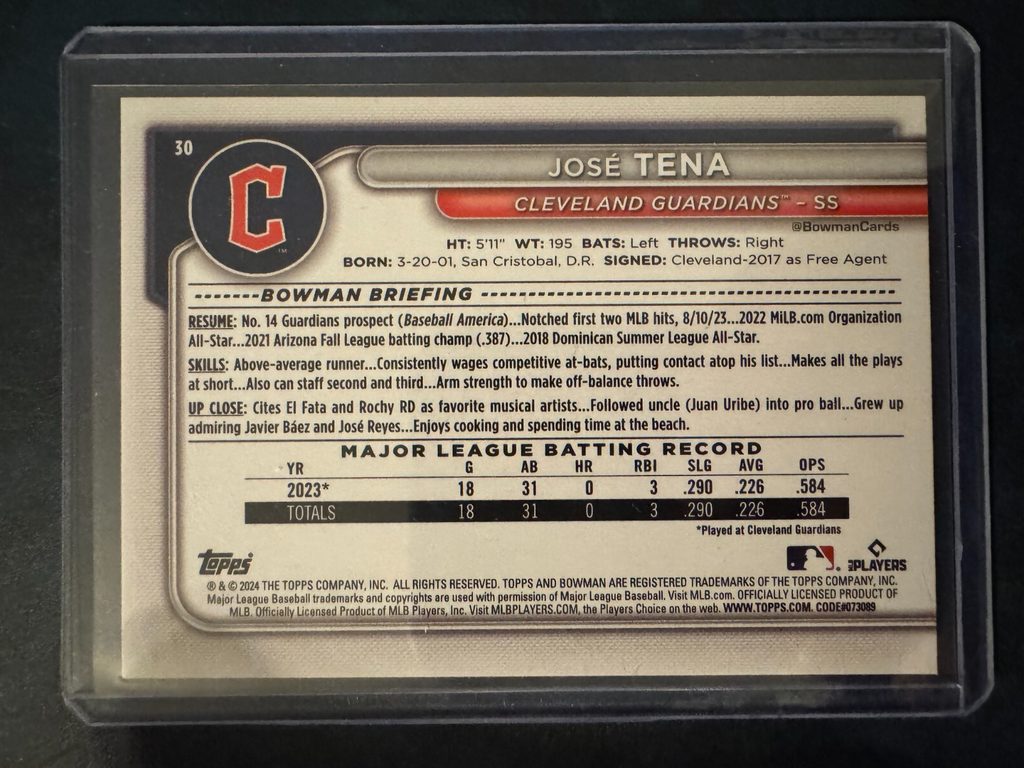 30
C
JOSÉ TENA
CLEVELAND GUARDIANS™ – SS
@BowmanCards
HT: 5'11" WT: 195 BATS: Left THROWS: Right
BORN: 3-20-01, San Cristobal, D.R. SIGNED: Cleveland-2017 as Free Agent
BOWMAN BRIEFING
RESUME: No. 14 Guardians prospect (Baseball America)...Notched first two MLB hits, 8/10/23...2022 MiLB.com Organization
All-Star...2021 Arizona Fall League batting champ (.387)...2018 Dominican Summer League All-Star.
SKILLS: Above-average runner...Consistently wages competitive at-bats, putting contact atop his list...Makes all the plays
at short...Also can staff second and third...Arm strength to make off-balance throws.
UP CLOSE: Cites El Fata and Rochy RD as favorite musical artists...Followed uncle (Juan Uribe) into pro ball...Grew up
admiring Javier Báez and José Reyes...Enjoys cooking and spending time at the beach.
MAJOR LEAGUE BATTING RECORD
YR G AB HR RBI SLG AVG OPS
2023* 18 31 0 3 .290 .226 .584
TOTALS 18 31 0 3 .290 .226 .584
*Played at Cleveland Guardians
Topps
MLB PLAYERS
® & © 2024 THE TOPPS COMPANY, INC. ALL RIGHTS RESERVED. TOPPS AND BOWMAN ARE REGISTERED TRADEMARKS OF THE TOPPS COMPANY, INC.
Major League Baseball trademarks and copyrights are used with permission of Major League Baseball. Visit MLB.com. OFFICIALLY LICENSED PRODUCT OF
MLB. Officially Licensed Product of MLB Players, Inc. Visit MLBPLAYERS.COM, the Players Choice on the web. WWW.TOPPS.COM. CODE#073089